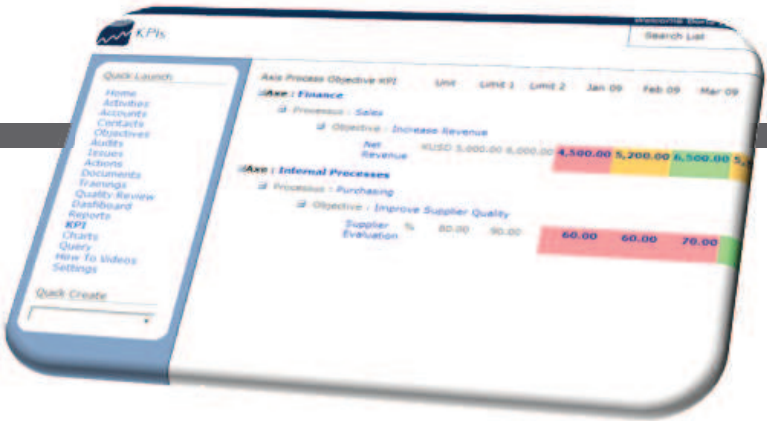 KPIs
Search List
Quick Launch
Home
Activities
Accounts
Contacts
Objectives
Audits
Issues
Actions
Documents
Trainings
Quality Review
Dashboard
Reports
KPI
Charts
Query
How To Videos
Settings
Quick Create
Axis Process Objective KPI Unit Limit 1 Limit 2 Jan 09 Feb 09 Mar 09
Axe : Finance
Processus : Sales
Objective : Increase Revenue
Net Revenue KUSD 5,000.00 6,000.00 4,500.00 5,200.00 6,500.00
Axe : Internal Processes
Processus : Purchasing
Objective : Improve Supplier Quality
Supplier Evaluation % 80.00 90.00 60.00 60.00 70.00